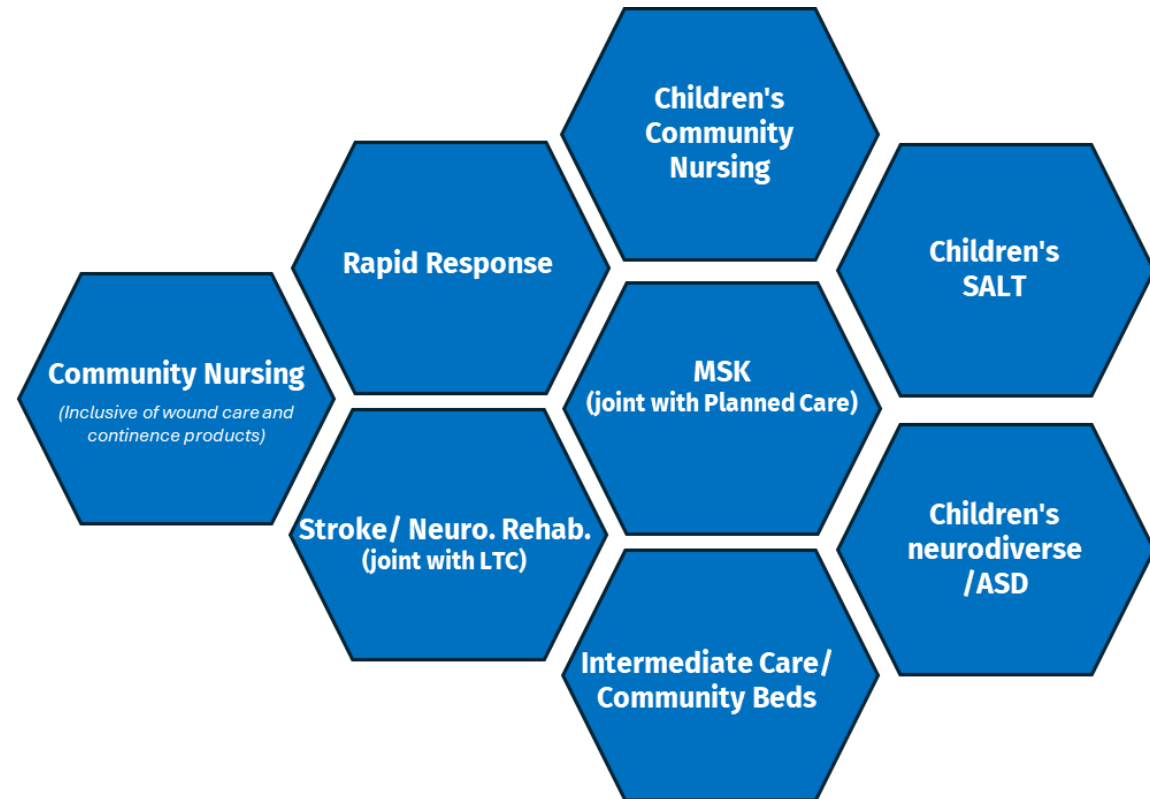 Children's
Community
Nursing
Rapid Response
Children's
SALT
Community Nursing
(Inclusive of wound care and
continence products)
MSK
(joint with Planned Care)
Stroke/ Neuro. Rehab.
(joint with LTC)
Children's
neurodiverse
/ASD
Intermediate Care/
Community Beds